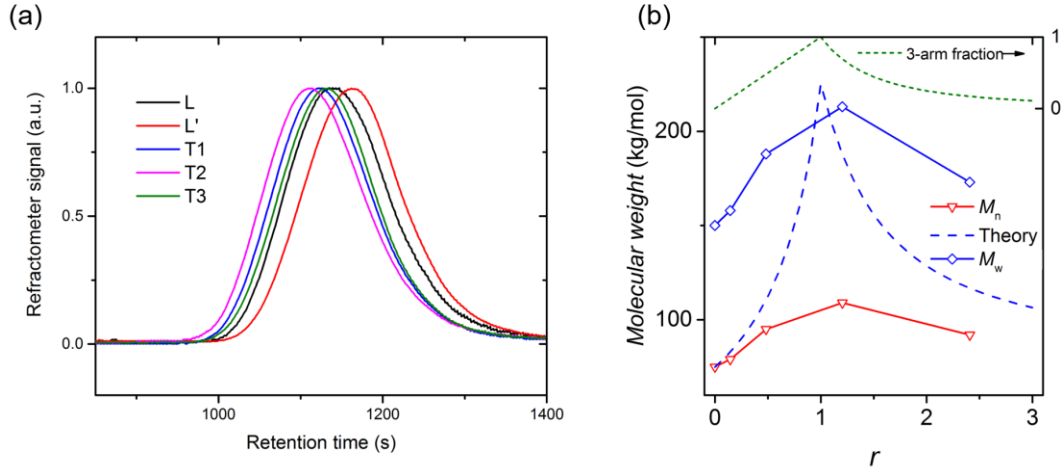 (a)
Refractometer signal (a.u.)
1.0
0.5
0.0
L
L'
T1
T2
T3
1000
1200
1400
Retention time (s)
(b)
Molecular weight (kg/mol)
200
100
3-arm fraction
1
0
Mn
Theory
Mw
0
1
2
3
r